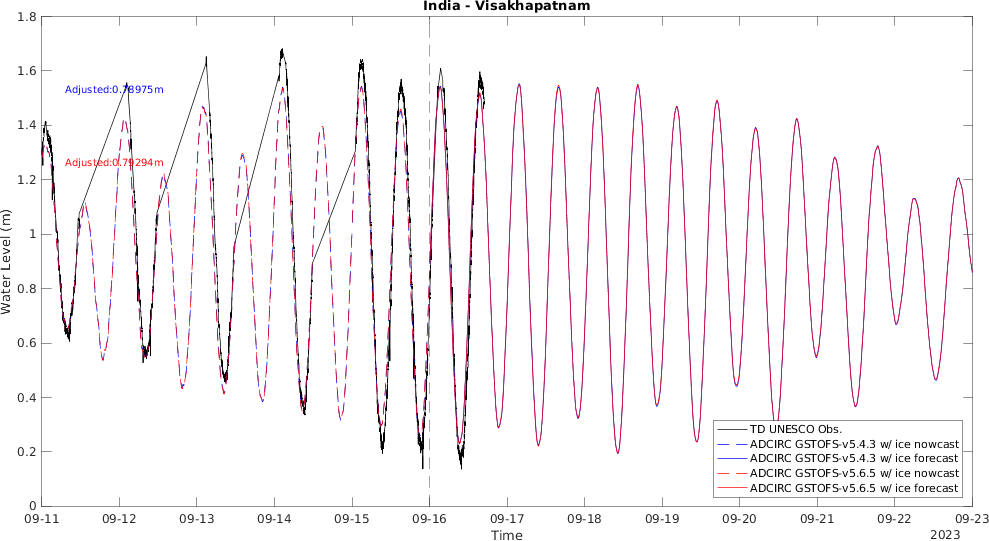 India - Visakhapatnam
1.8
1.6
1.4
1.2
1
0.8
0.6
0.4
0.2
0
Water Level (m)
Adjusted:0.78975m
Adjusted:0.79294m
TD UNESCO Obs.
ADCIRC GSTOFS-v5.4.3 w/ ice nowcast
ADCIRC GSTOFS-v5.4.3 w/ ice forecast
ADCIRC GSTOFS-v5.6.5 w/ ice nowcast
ADCIRC GSTOFS-v5.6.5 w/ ice forecast
09-11 09-12 09-13 09-14 09-15 09-16 09-17 09-18 09-19 09-20 09-21 09-22 09-23
Time
2023